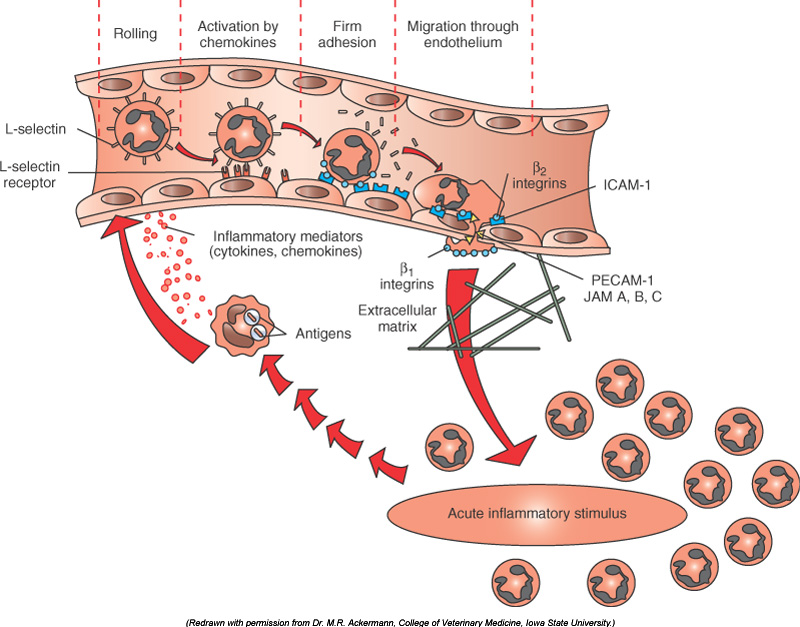 Rolling
Activation by
chemokines
Firm
adhesion
Migration through
endothelium
L-selectin
L-selectin
receptor
β2
integrins
ICAM-1
Inflammatory mediators
(cytokines, chemokines)
β1
integrins
PECAM-1
JAM A, B, C
Extracellular
matrix
Antigens
Acute inflammatory stimulus
(Redrawn with permission from Dr. M.R. Ackermann, College of Veterinary Medicine, Iowa State University.)